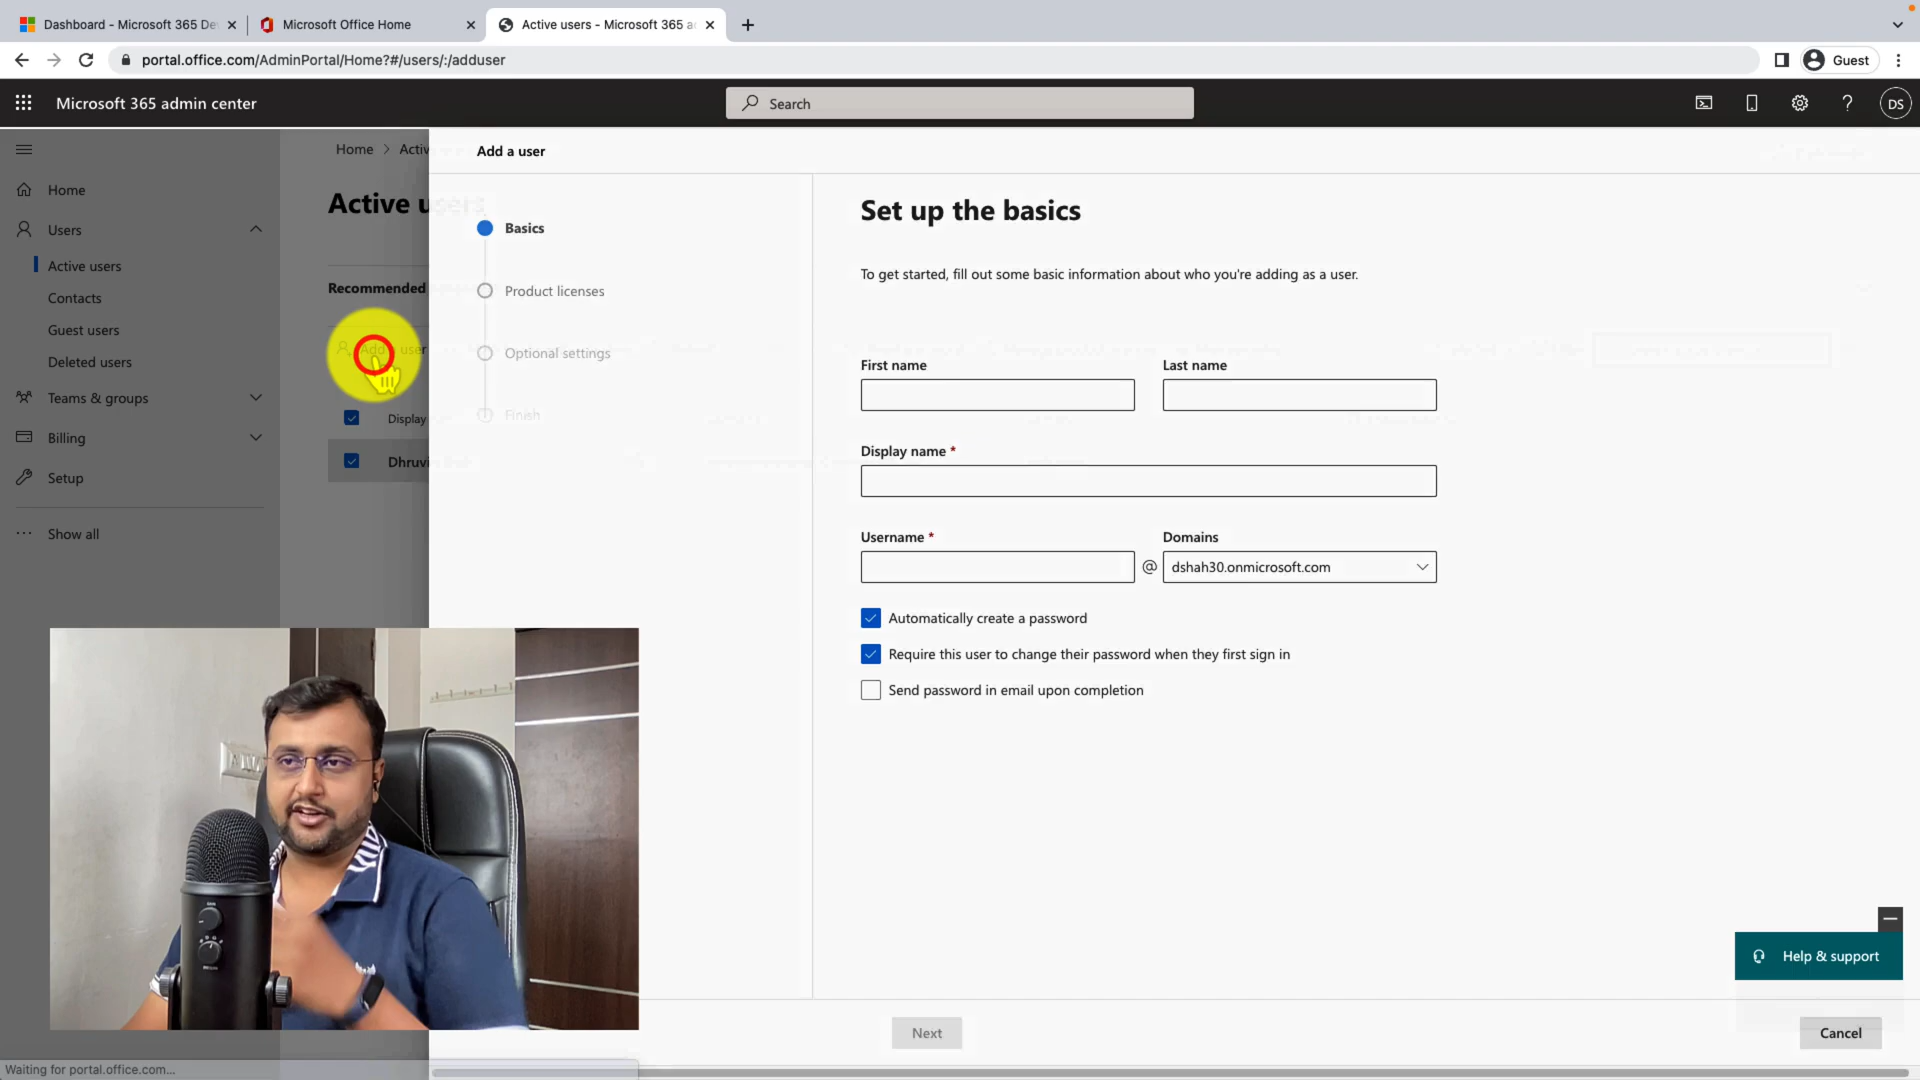 Dashboard - Microsoft 365 De
Microsoft Office Home
Active users - Microsoft 365 a
portal.office.com/AdminPortal/Home?#/users/:/adduser
Guest
Microsoft 365 admin center
Search
DS
Home > Activ
Add a user
Home
Active users
Set up the basics
Users
Basics
Active users
To get started, fill out some basic information about who you're adding as a user.
Recommended
Product licenses
Contacts
Guest users
Add a user
Optional settings
Deleted users
First name
Last name
Teams & groups
Display
Finish
Billing
Display name *
Dhruvi
Setup
Show all
Username *
Domains
@
dshah30.onmicrosoft.com
Automatically create a password
Require this user to change their password when they first sign in
Send password in email upon completion
Help & support
Next
Cancel
Waiting for portal.office.com...